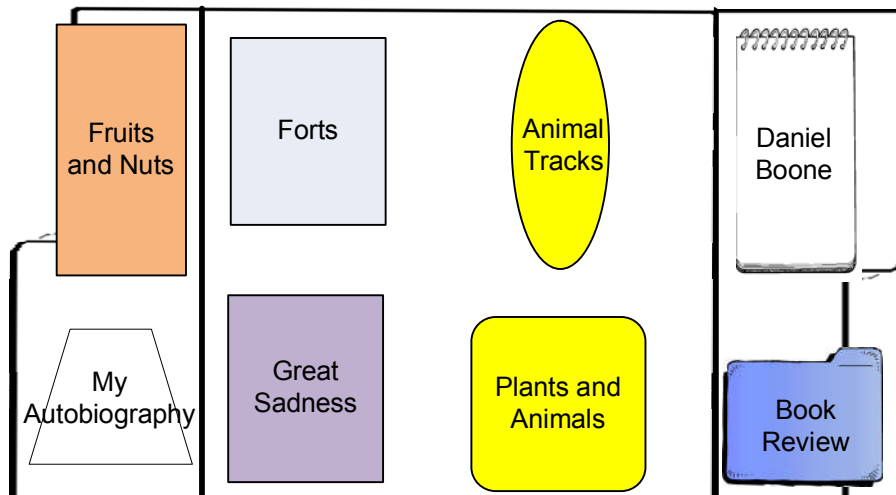 Fruits
and Nuts
Forts
Animal
Tracks
Daniel
Boone
My
Autobiography
Great
Sadness
Plants and
Animals
Book
Review